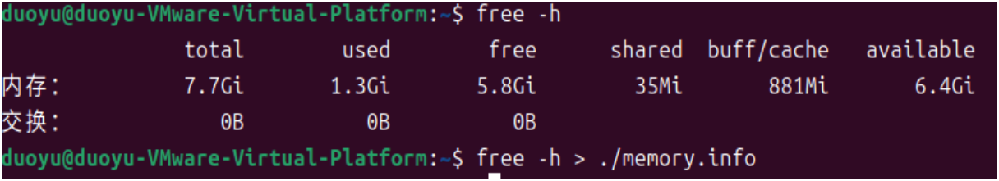 duoyu@duoyu-VMware-Virtual-Platform:~$ free -h
total used free shared buff/cache available
内存： 7.7Gi 1.3Gi 5.8Gi 35Mi 881Mi 6.4Gi
交换： 0B 0B 0B
duoyu@duoyu-VMware-Virtual-Platform:~$ free -h > ./memory.info